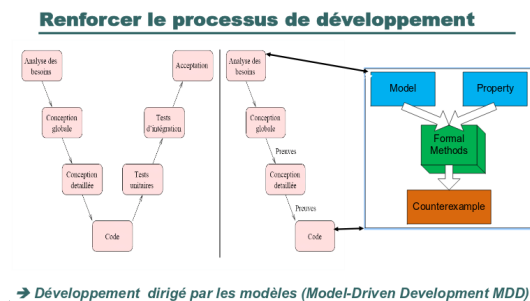 Renforcer le processus de développement
Analyse des
besoins
Acceptation
Conception
globale
Tests
d'intégration
Conception
détaillée
Tests
unitaires
Code
Analyse des
besoins
Conception
globale
Preuves
Conception
détaillée
Preuves
Code
Model
Property
Formal
Methods
Counterexample
➔ Développement dirigé par les modèles (Model-Driven Development MDD)